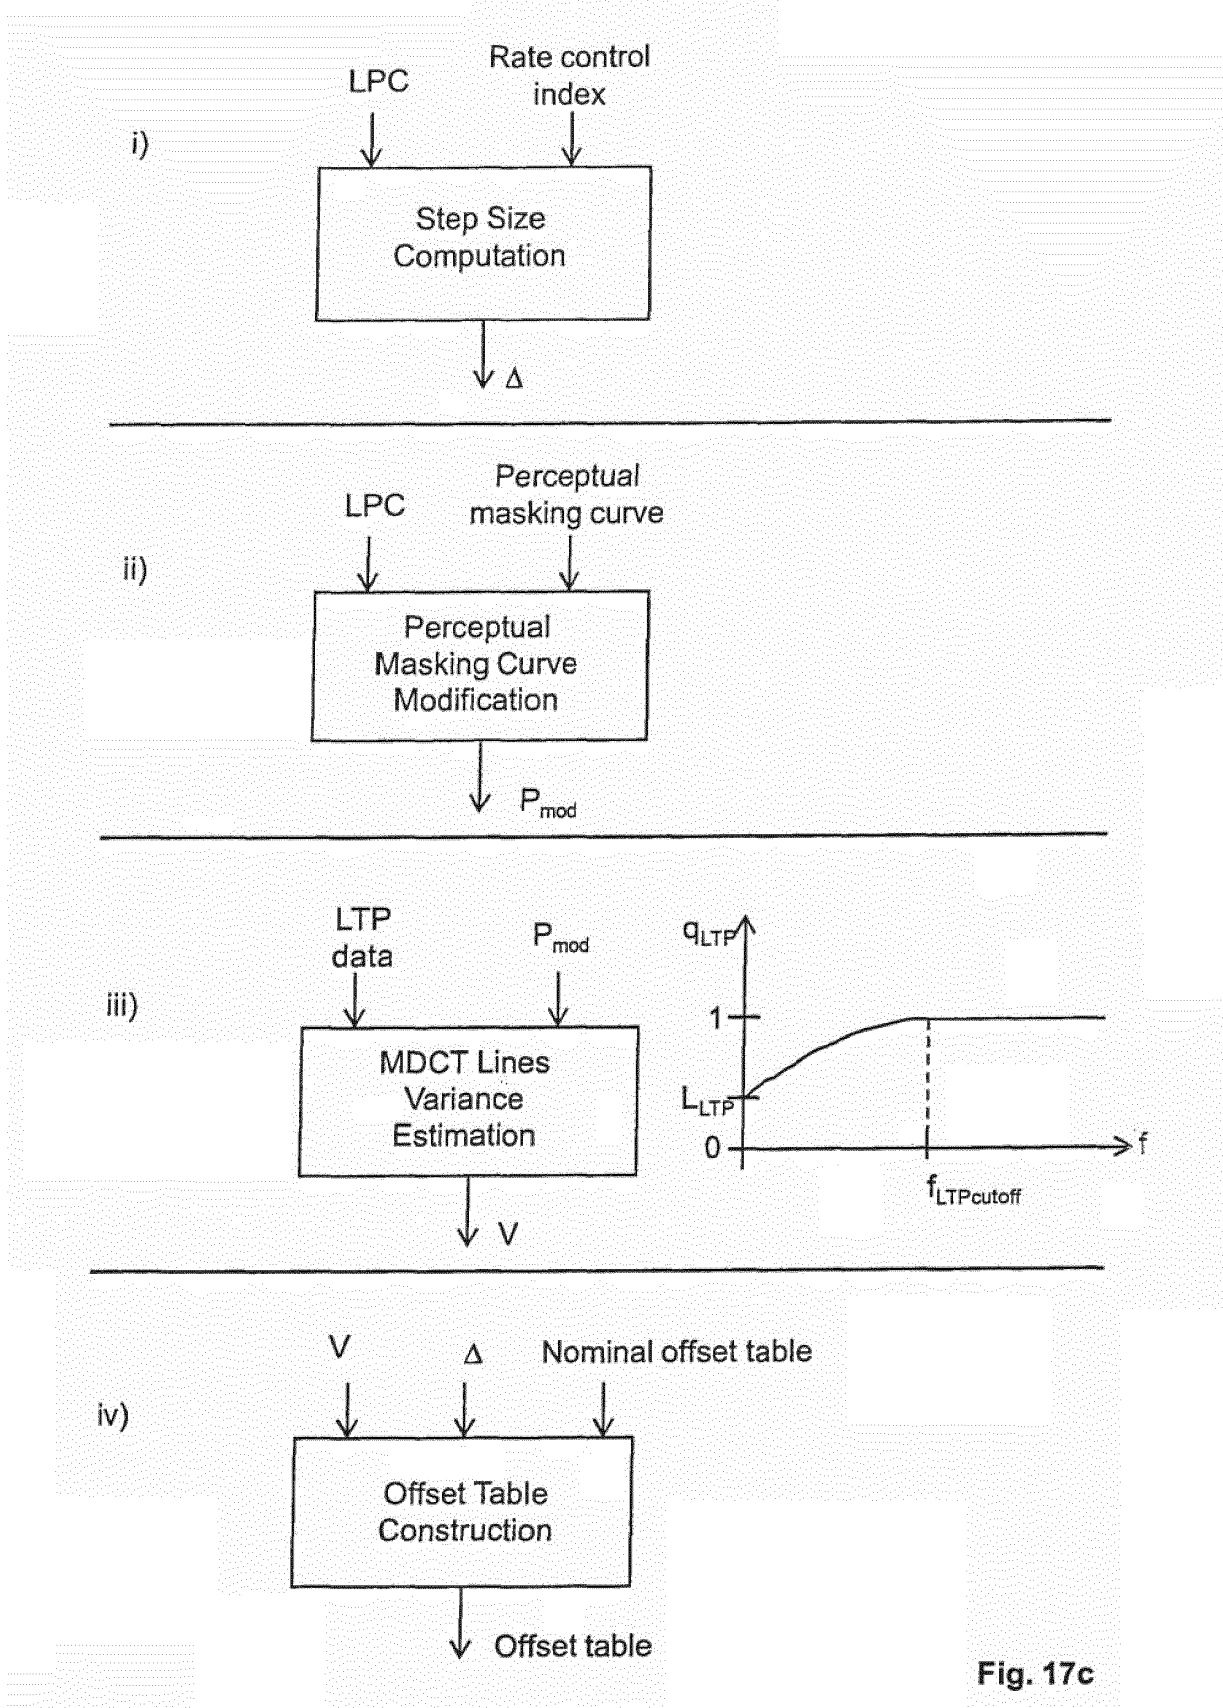 LPC
Rate control
index
i)
Step Size
Computation
Δ
LPC
Perceptual
masking curve
ii)
Perceptual
Masking Curve
Modification
Pmod
LTP
data
Pmod
iii)
MDCT Lines
Variance
Estimation
V
qLTP
1
LLTP
0
f
fLTPcutoff
V
Δ
Nominal offset table
iv)
Offset Table
Construction
Offset table
Fig. 17c